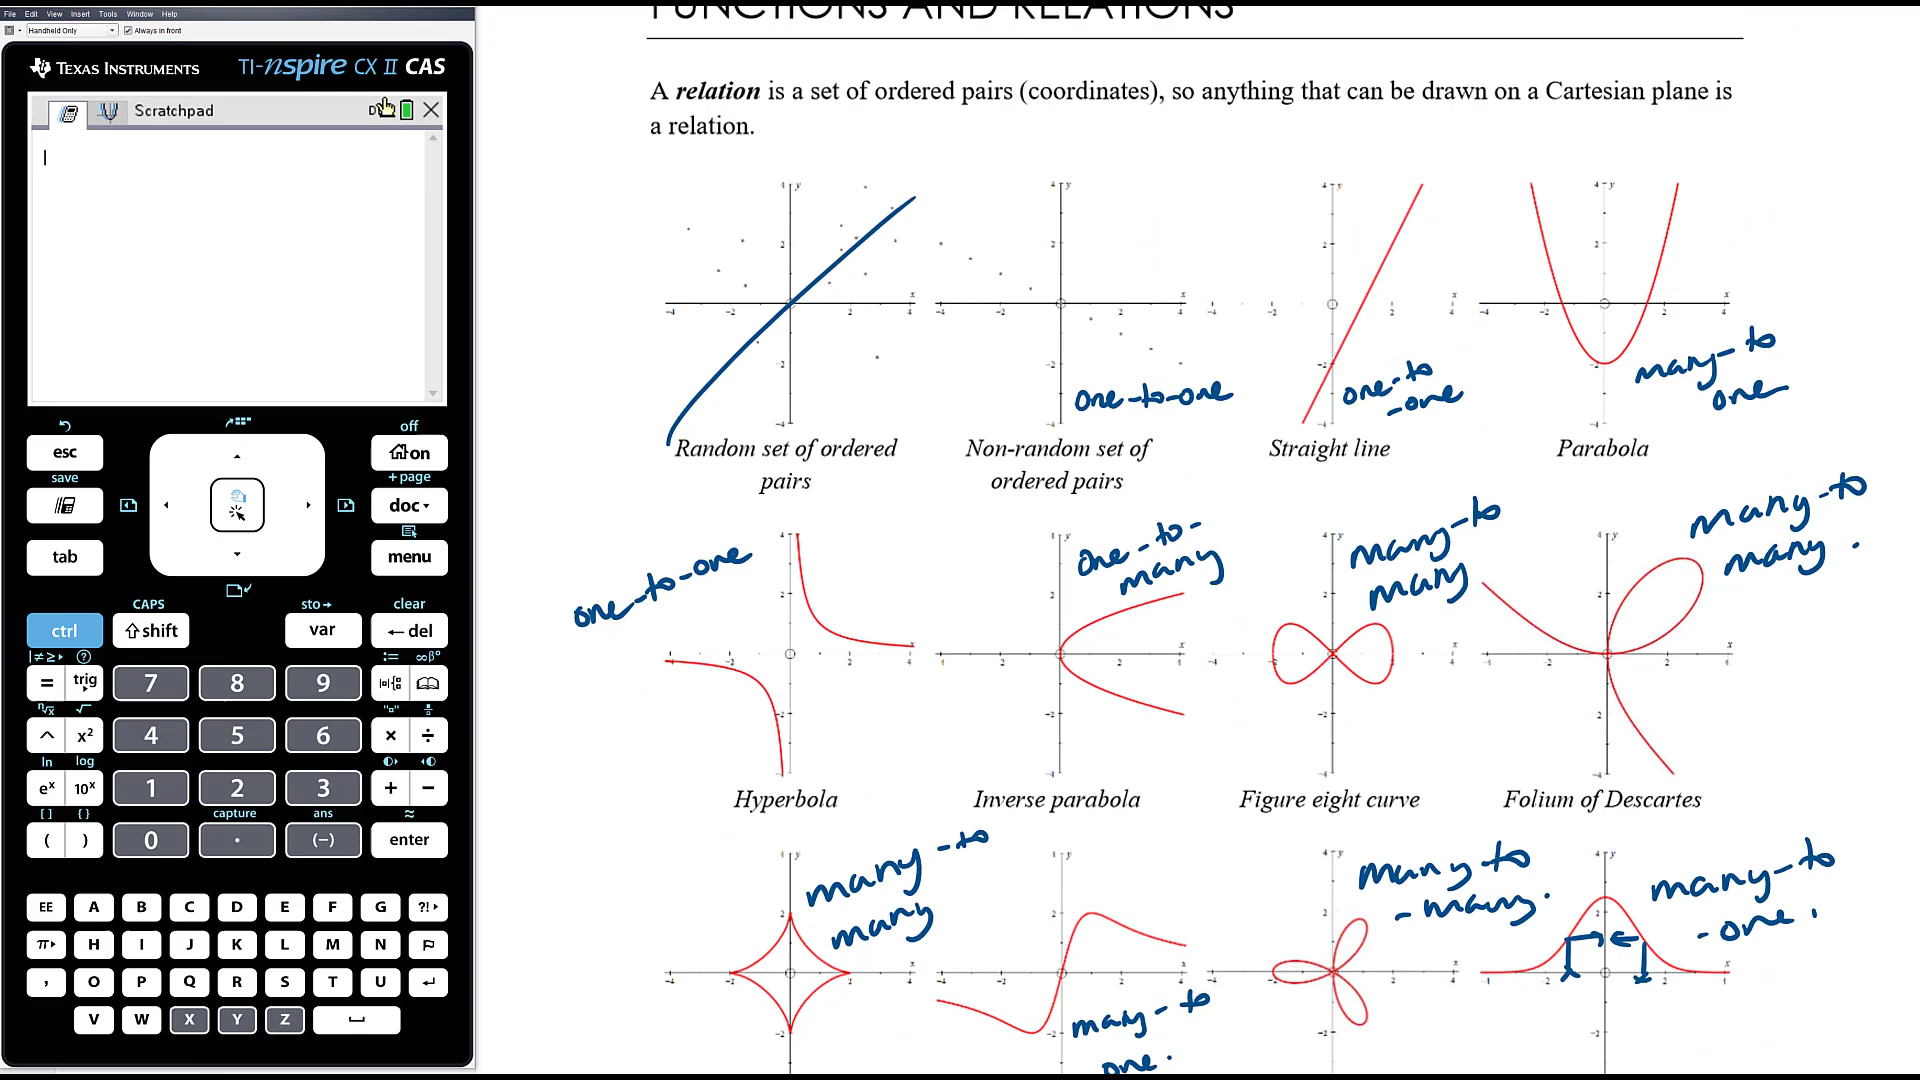 File Edit View Insert Tools Window Help
Handheld Only Always in front
TEXAS INSTRUMENTS TI-nspire CX II CAS
Scratchpad
off
esc on
save + page
doc
tab menu
CAPS sto → clear
ctrl shift var ← del
|≠≥▸ ? := ∞β°
= trig 7 8 9 |□|{
ⁿ√x √ "□"
^ x² 4 5 6 × ÷
ln log
eˣ 10ˣ 1 2 3 + −
[ ] { } capture ans ≈
( ) 0 . (−) enter
EE A B C D E F G ?!▸
π▸ H I J K L M N
, O P Q R S T U ↵
V W X Y Z
FUNCTIONS AND RELATIONS
A relation is a set of ordered pairs (coordinates), so anything that can be drawn on a Cartesian plane is
a relation.
one-to-one
one-to
-one
many-to
one
Random set of ordered
pairs
Non-random set of
ordered pairs
Straight line
Parabola
one-to-one
one-to-
many
many-to
many
many-to
many.
Hyperbola
Inverse parabola
Figure eight curve
Folium of Descartes
many-to
many
many-to
one.
many to
-many.
many-to
-one.